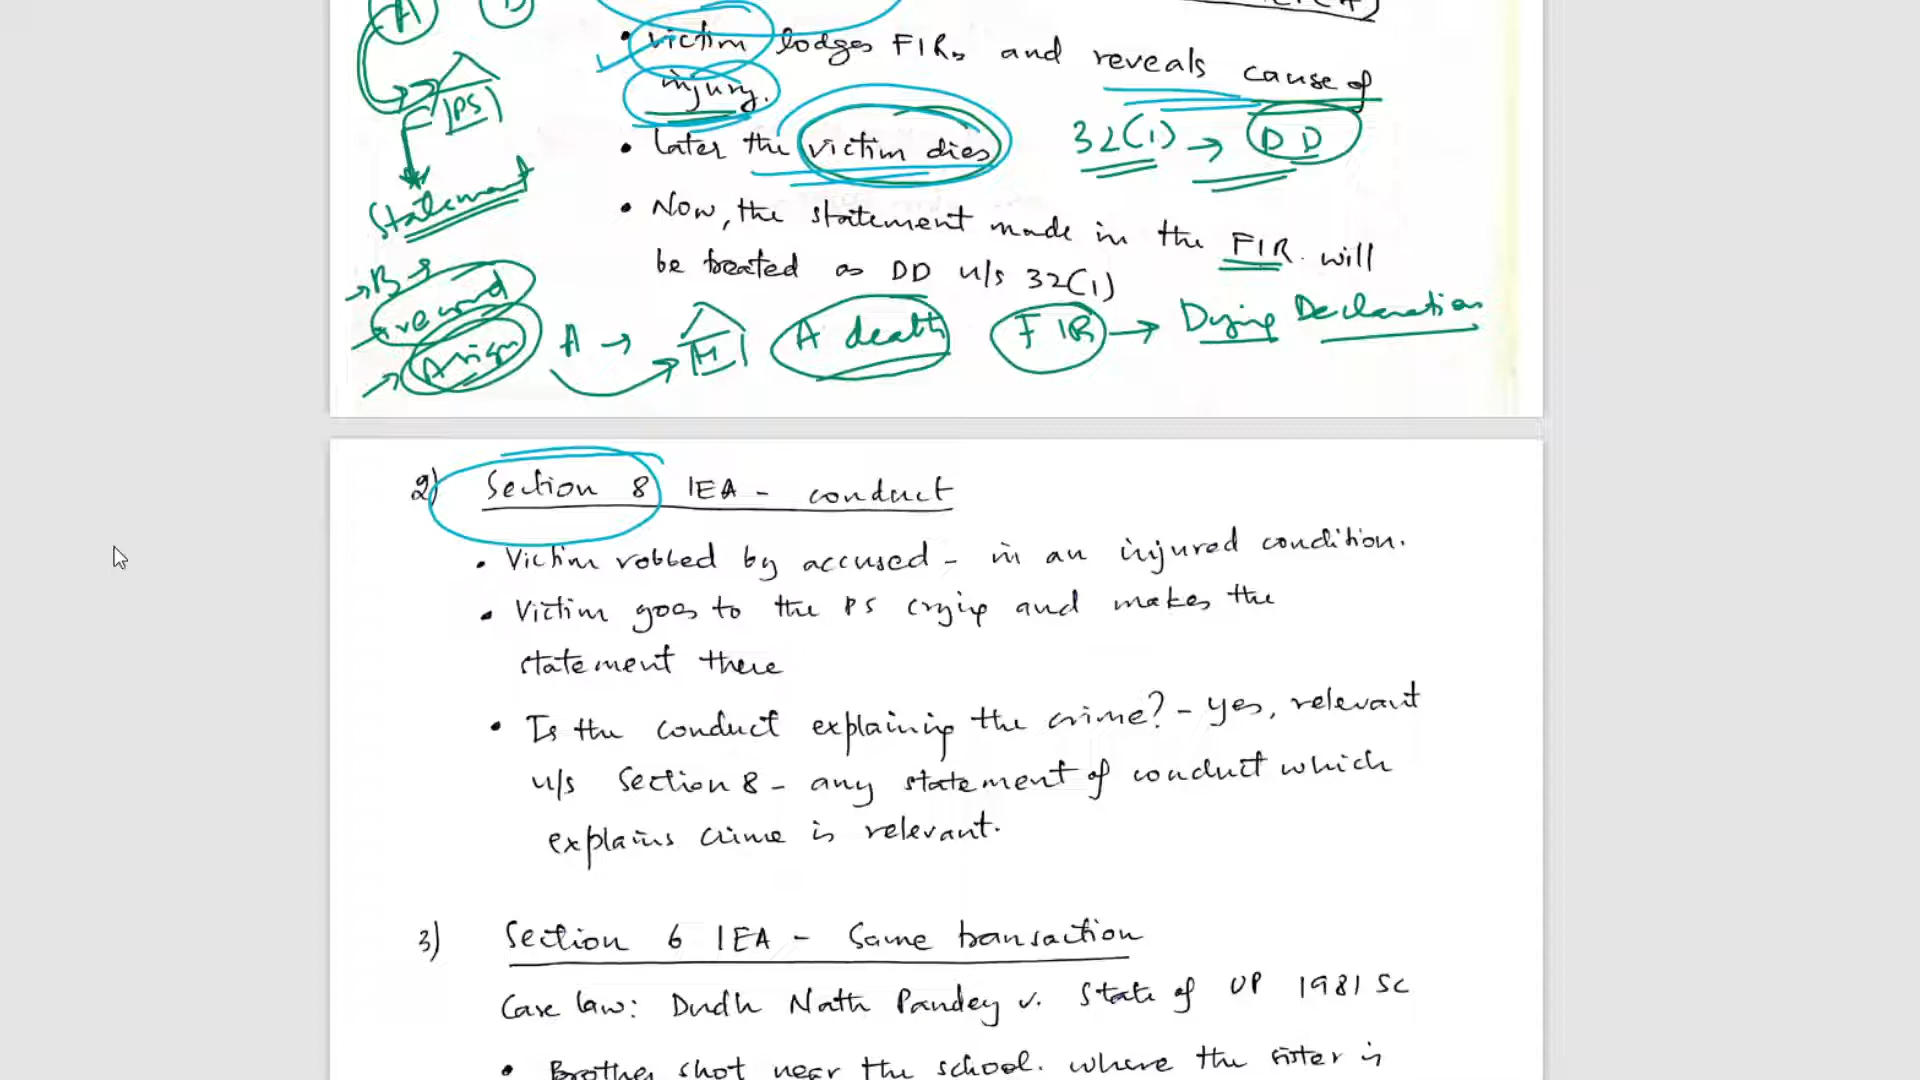 A
• victim lodges FIR, and reveals cause of
injury.
PS
• Later the victim dies 32(1) → DD
Statement
• Now, the statement made in the FIR. will
be treated as DD u/s 32(1)
→ B
A → H A death FIR → Dying Declaration
2) Section 8 IEA - conduct
• Victim robbed by accused - in an injured condition.
• Victim goes to the PS crying and makes the
statement there
• Is the conduct explaining the crime? - yes, relevant
u/s Section 8 - any statement of conduct which
explains crime is relevant.
3) Section 6 IEA - Same transaction
Case law: Dudh Nath Pandey v. State of UP 1981 SC
• Brother shot near the school. where the sister is